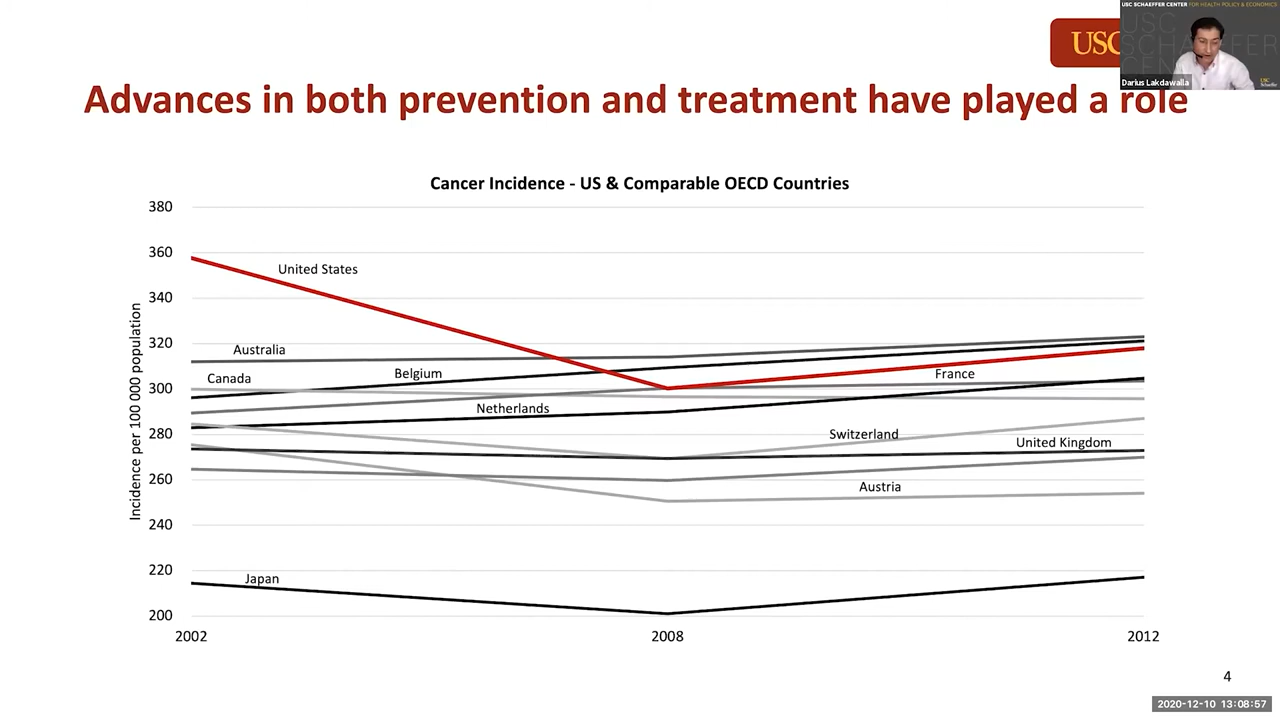 USC SCHAEFFER CENTER FOR HEALTH POLICY & ECONOMICS
USC
Darius Lakdawalla
Advances in both prevention and treatment have played a role
Cancer Incidence - US & Comparable OECD Countries
Incidence per 100 000 population
380
360
340
320
300
280
260
240
220
200
United States
Australia
Canada
Belgium
France
Netherlands
Switzerland
United Kingdom
Austria
Japan
2002
2008
2012
4
2020-12-10 13:08:57